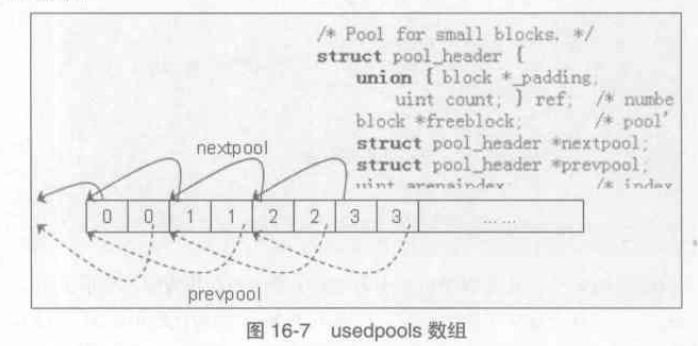 /* Pool for small blocks. */
struct pool_header {
union { block *_padding;
uint count; } ref; /* numbe
block *freeblock; /* pool'
struct pool_header *nextpool;
struct pool_header *prevpool;
uint arenaindex; /* index
nextpool
0 0 1 1 2 2 3 3 ... ...
prevpool
图 16-7 usedpools 数组